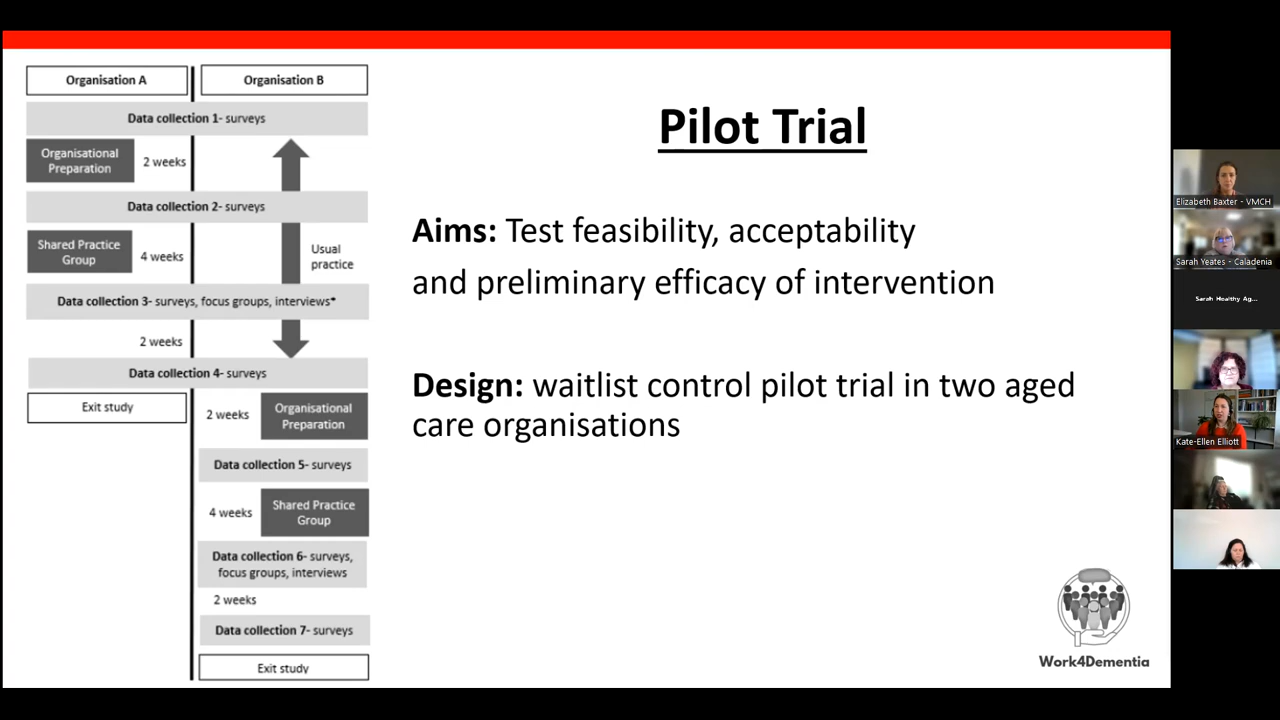 Organisation A
Organisation B
Data collection 1- surveys
Organisational
Preparation
2 weeks
Data collection 2- surveys
Shared Practice
Group
4 weeks
Usual
practice
Data collection 3- surveys, focus groups, interviews*
2 weeks
Data collection 4- surveys
Exit study
2 weeks
Organisational
Preparation
Data collection 5- surveys
4 weeks
Shared Practice
Group
Data collection 6- surveys,
focus groups, interviews
2 weeks
Data collection 7- surveys
Exit study
Pilot Trial
Aims: Test feasibility, acceptability
and preliminary efficacy of intervention
Design: waitlist control pilot trial in two aged
care organisations
Work4Dementia
Elizabeth Baxter - VMCH
Sarah Yeates - Caladenia
Sarah Healthy Ag...
Kate-Ellen Elliott